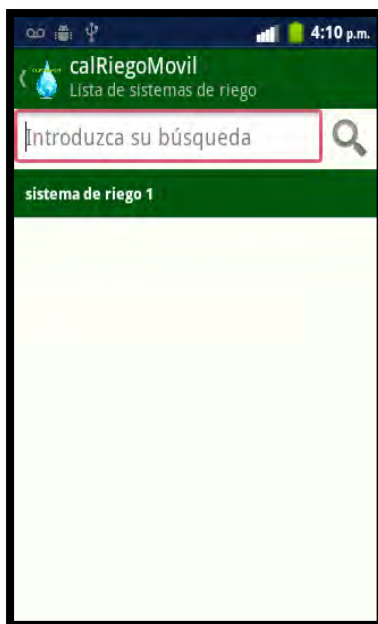 4:10 p.m.
calRiegoMovil
Lista de sistemas de riego
Introduzca su búsqueda
sistema de riego 1